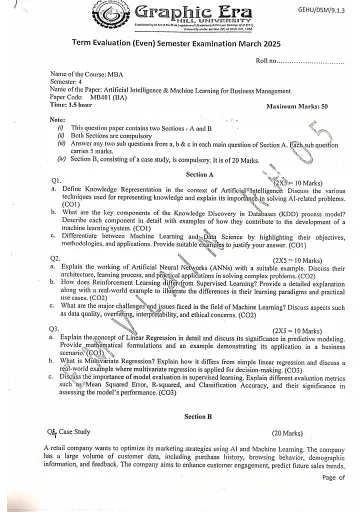 GEHU/05M/9.1.3
Graphic Era
HILL UNIVERSITY
Term Evaluation (Even) Semester Examination March 2025
Roll no.........................
Name of the Course: MBA
Semester: 4
Name of the Paper: Artificial Intelligence & Machine Learning for Business Management
Paper Code: MB401 (BA)
Time: 1.5 hour Maximum Marks: 50
Note:
(i) This question paper contains two Sections - A and B
(ii) Both Sections are compulsory
(iii) Answer any two sub questions from a, b & c in each main question of Section A. Each sub question
carries 5 marks.
(iv) Section B, consisting of a case study, is compulsory. It is of 20 Marks.
Section A
Q1. (2X5 = 10 Marks)
a. Define Knowledge Representation in the context of Artificial Intelligence. Discuss the various
techniques used for representing knowledge and explain its importance in solving AI-related problems.
(CO1)
b. What are the key components of the Knowledge Discovery in Databases (KDD) process model?
Describe each component in detail with examples of how they contribute to the development of a
machine learning system. (CO1)
c. Differentiate between Machine Learning and Data Science by highlighting their objectives,
methodologies, and applications. Provide suitable examples to justify your answer. (CO1)
Q2. (2X5 = 10 Marks)
a. Explain the working of Artificial Neural Networks (ANNs) with a suitable example. Discuss their
architecture, learning process, and practical applications in solving complex problems. (CO2)
b. How does Reinforcement Learning differ from Supervised Learning? Provide a detailed explanation
along with a real-world example to illustrate the differences in their learning paradigms and practical
use cases. (CO2)
c. What are the major challenges and issues faced in the field of Machine Learning? Discuss aspects such
as data quality, overfitting, interpretability, and ethical concerns. (CO2)
Q3. (2X5 = 10 Marks)
a. Explain the concept of Linear Regression in detail and discuss its significance in predictive modeling.
Provide mathematical formulations and an example demonstrating its application in a business
scenario. (CO3)
b. What is Multivariate Regression? Explain how it differs from simple linear regression and discuss a
real-world example where multivariate regression is applied for decision-making. (CO3)
c. Discuss the importance of model evaluation in supervised learning. Explain different evaluation metrics
such as Mean Squared Error, R-squared, and Classification Accuracy, and their significance in
assessing the model's performance. (CO3)
Section B
Case Study (20 Marks)
A retail company wants to optimize its marketing strategies using AI and Machine Learning. The company
has a large volume of customer data, including purchase history, browsing behavior, demographic
information, and feedback. The company aims to enhance customer engagement, predict future sales trends,
Page of